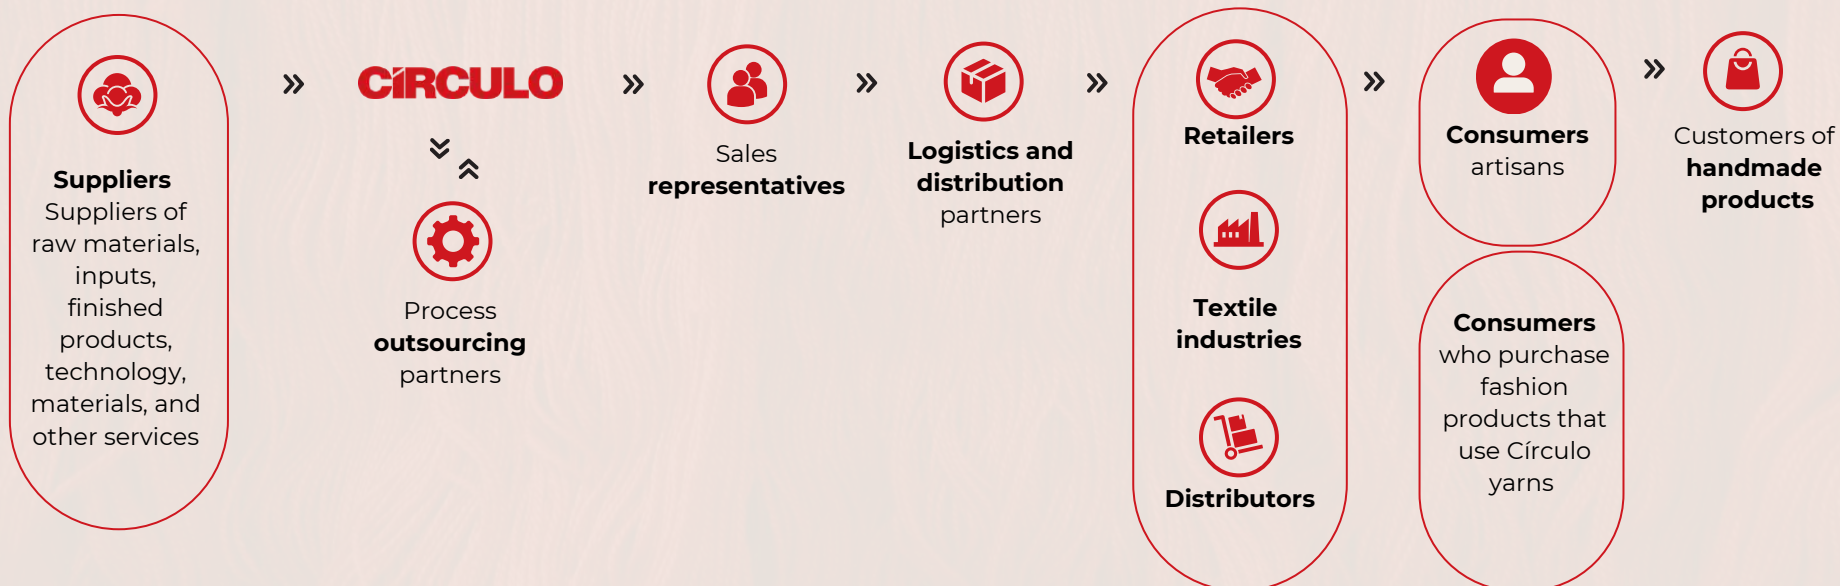 Suppliers
Suppliers of
raw materials,
inputs,
finished
products,
technology,
materials, and
other services
CÍRCULO
Process
outsourcing
partners
Sales
representatives
Logistics and
distribution
partners
Retailers
Textile
industries
Distributors
Consumers
artisans
Consumers
who purchase
fashion
products that
use Círculo
yarns
Customers of
handmade
products